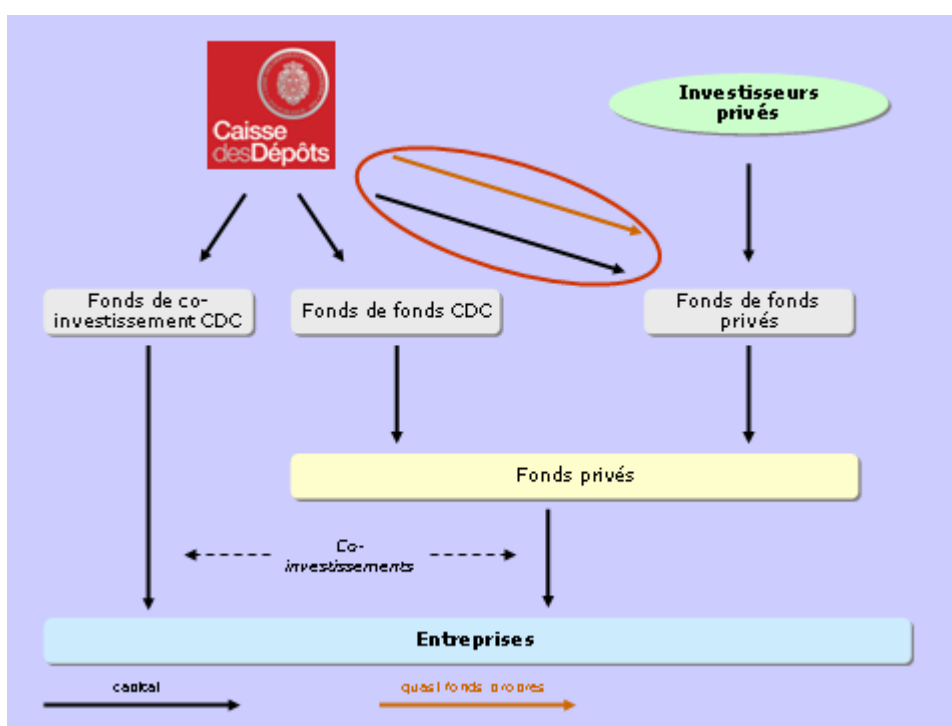 Caisse
desDépôts
Investisseurs
privés
Fonds de co-
investissement CDC
Fonds de fonds CDC
Fonds de fonds
privés
Fonds privés
Co-
investissements
Entreprises
capital
quasi fonds propres